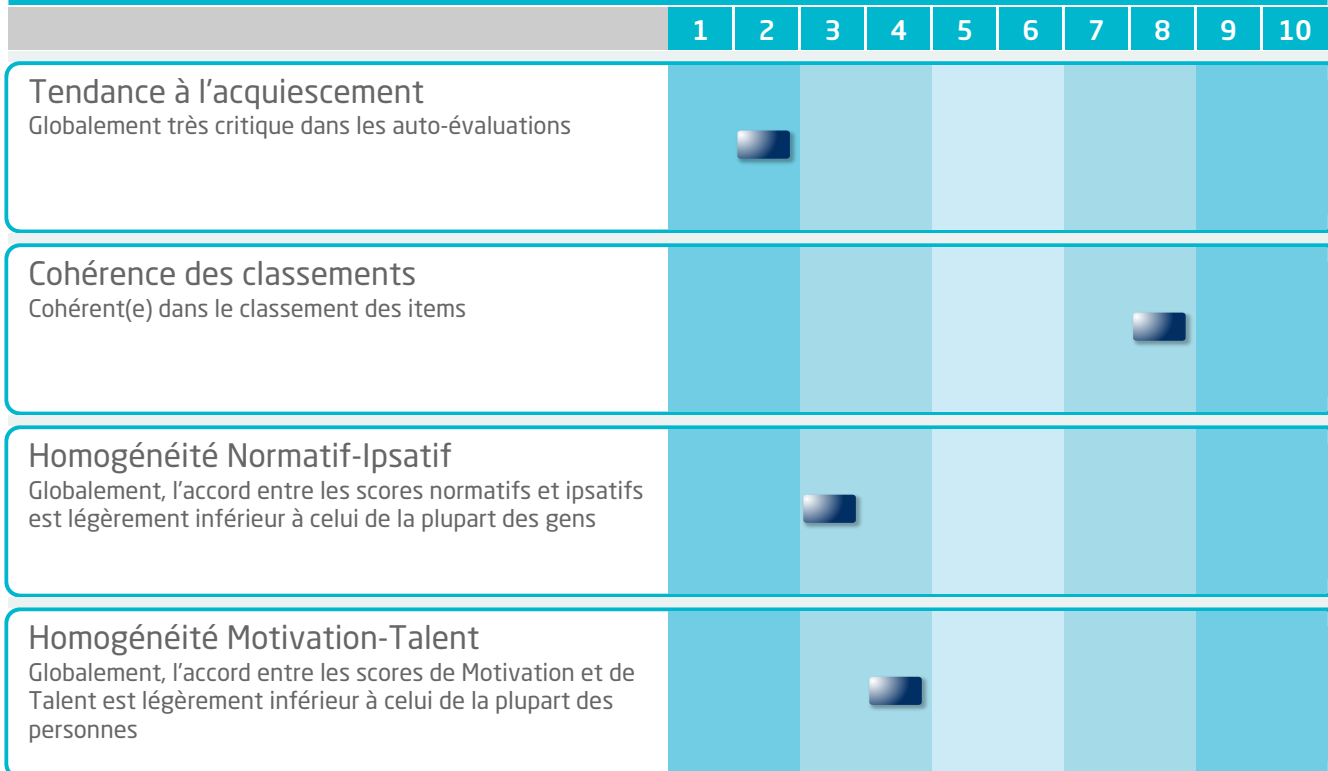 1 2 3 4 5 6 7 8 9 10
Tendance à l’acquiescement
Globalement très critique dans les auto-évaluations
Cohérence des classements
Cohérent(e) dans le classement des items
Homogénéité Normatif-Ipsatif
Globalement, l’accord entre les scores normatifs et ipsatifs
est légèrement inférieur à celui de la plupart des gens
Homogénéité Motivation-Talent
Globalement, l’accord entre les scores de Motivation et de
Talent est légèrement inférieur à celui de la plupart des
personnes